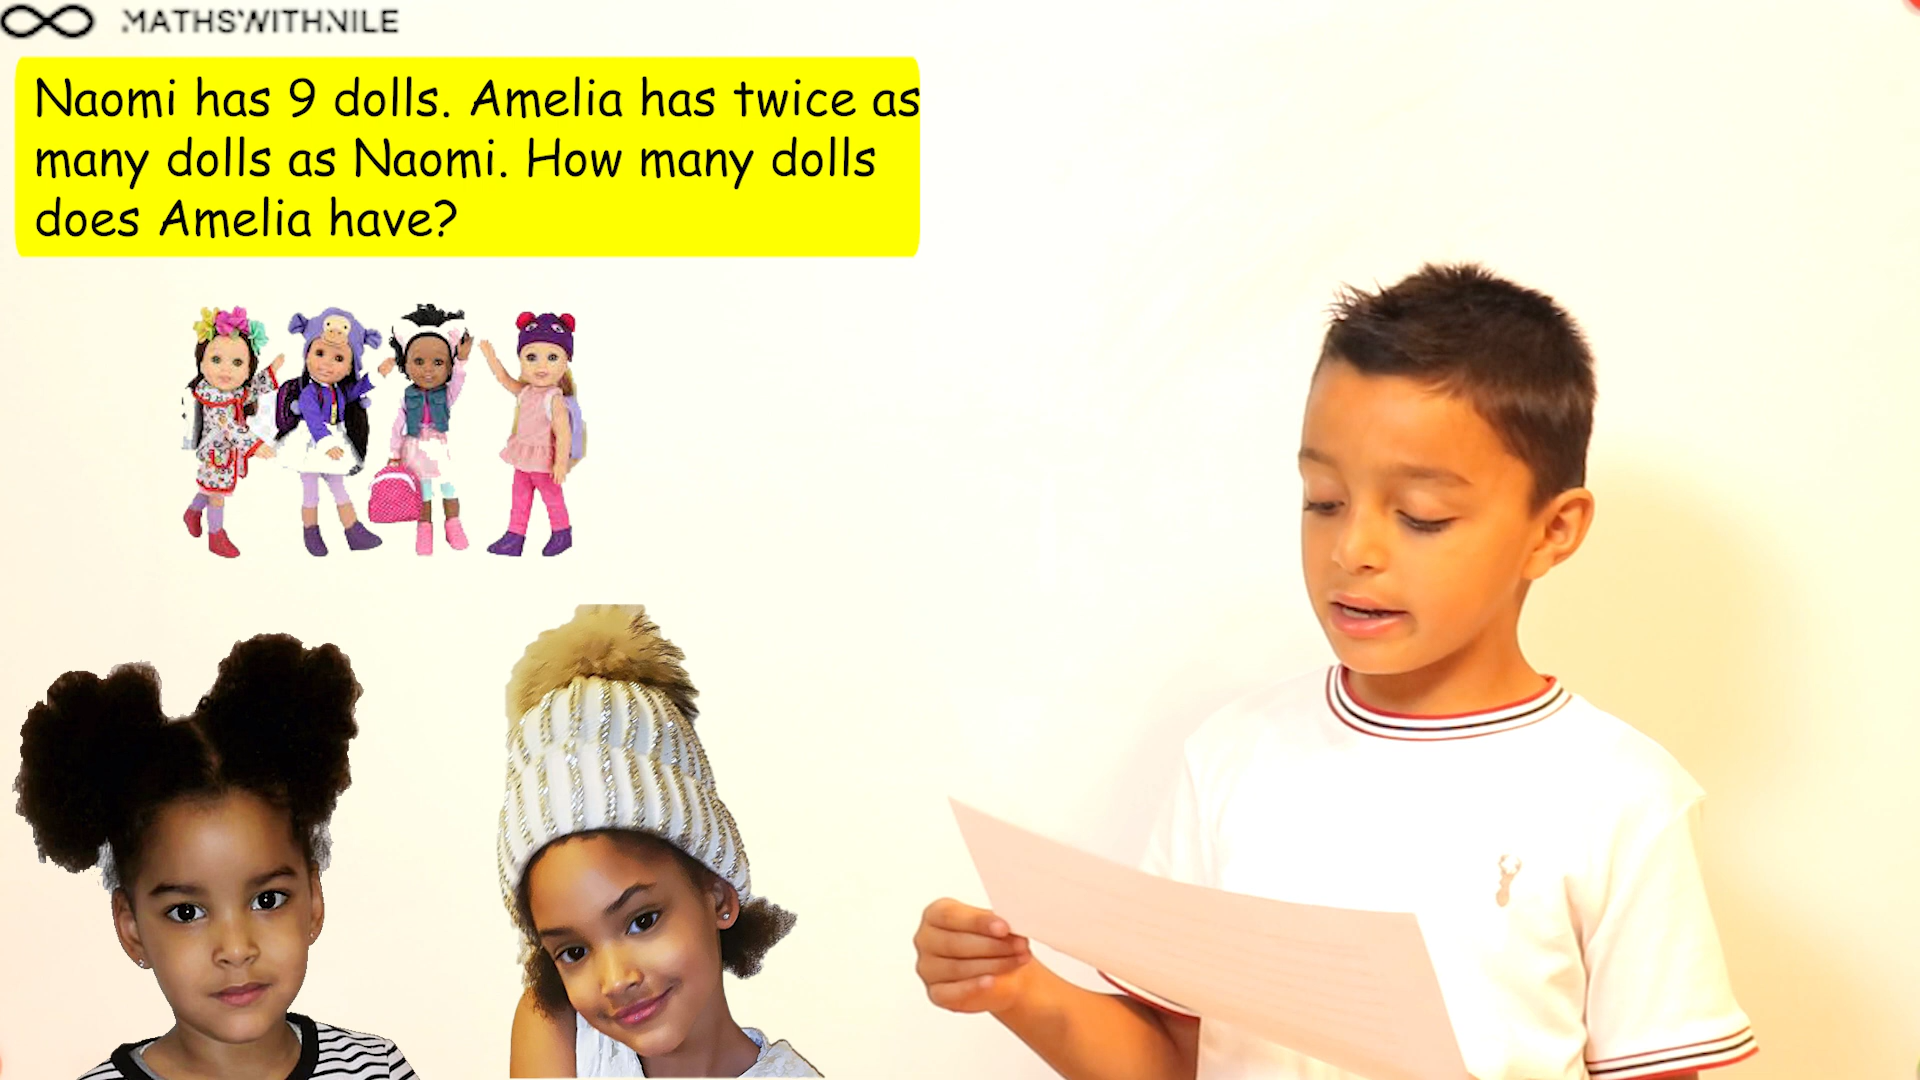 MATHSWITHNILE
Naomi has 9 dolls. Amelia has twice as
many dolls as Naomi. How many dolls
does Amelia have?